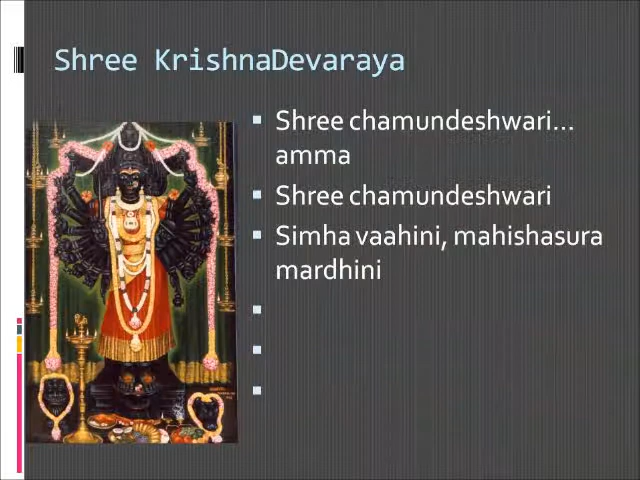 Shree KrishnaDevaraya
Shree chamundeshwari...
amma
Shree chamundeshwari
Simha vaahini, mahishasura
mardhini